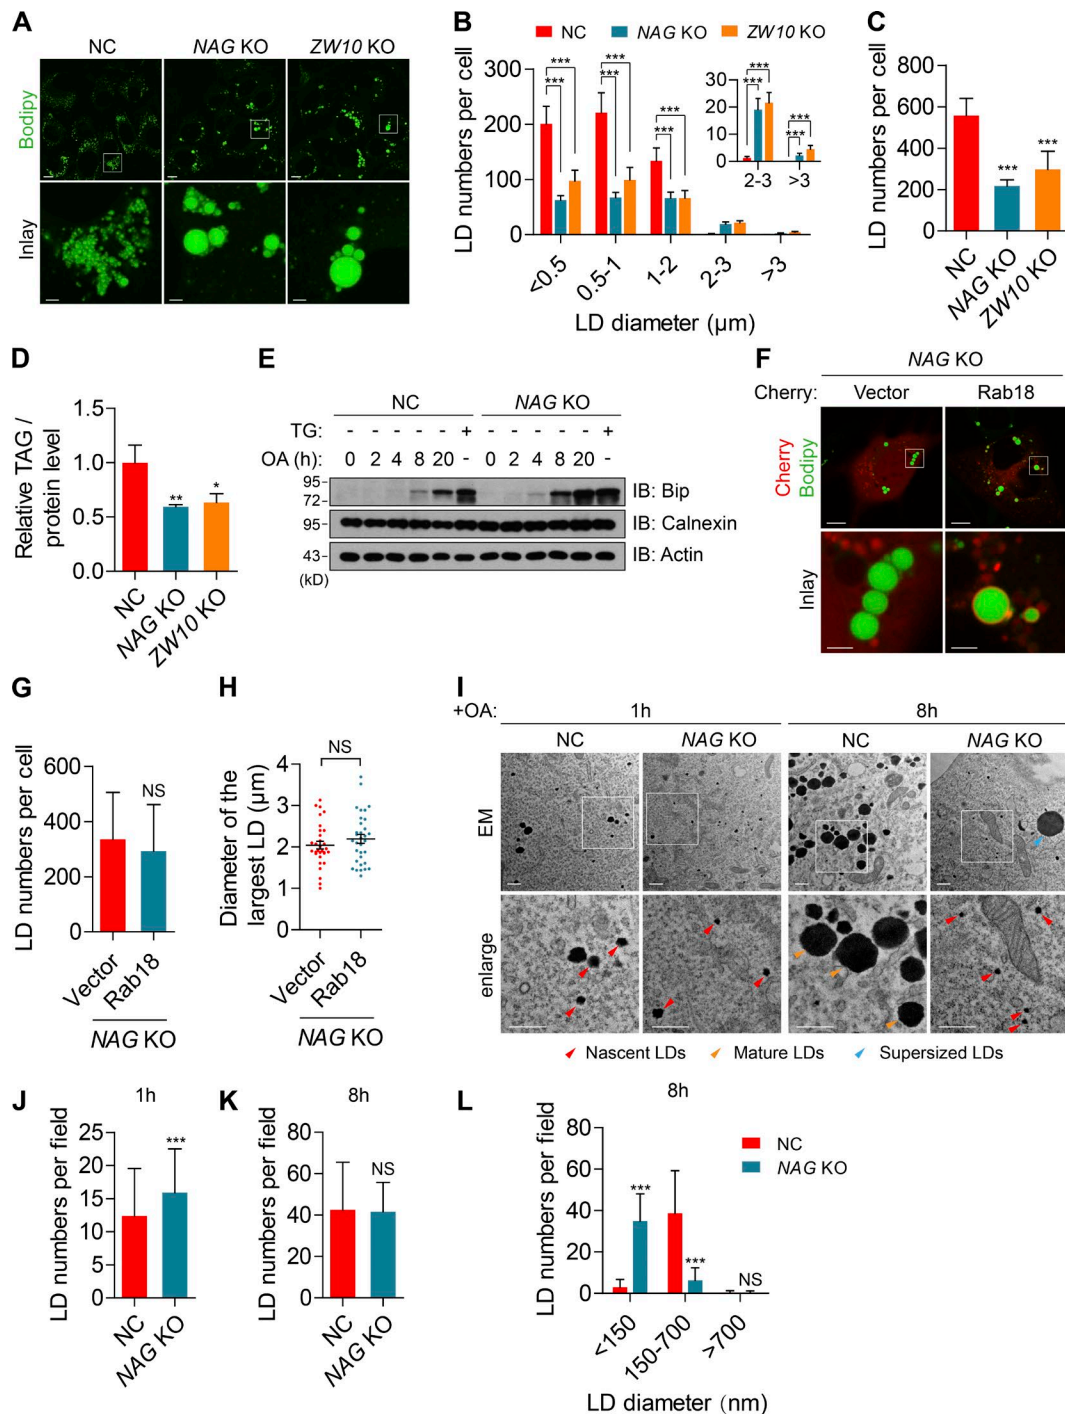 A
NC
NAG KO
ZW10 KO
Bodipy
Inlay
B
NC
NAG KO
ZW10 KO
LD numbers per cell
300
200
100
0
***
***
***
***
***
***
30
20
10
0
***
***
***
***
2-3
>3
<0.5
0.5-1
1-2
2-3
>3
LD diameter (µm)
C
LD numbers per cell
800
600
400
200
0
***
***
NC
NAG KO
ZW10 KO
D
Relative TAG /
protein level
1.5
1.0
0.5
0.0
**
*
NC
NAG KO
ZW10 KO
E
NC
NAG KO
TG: - - - - - + - - - - - +
OA (h): 0 2 4 8 20 - 0 2 4 8 20 -
95
72
IB: Bip
95
IB: Calnexin
43
IB: Actin
(kD)
F
NAG KO
Cherry: Vector Rab18
Cherry
Bodipy
Inlay
G
LD numbers per cell
600
400
200
0
NS
Vector
Rab18
NAG KO
H
Diameter of the
largest LD (µm)
4
3
2
1
0
NS
Vector
Rab18
NAG KO
I
+OA: 1h 8h
NC
NAG KO
NC
NAG KO
EM
enlarge
Nascent LDs
Mature LDs
Supersized LDs
J
1h
LD numbers per field
25
20
15
10
5
0
***
NC
NAG KO
K
8h
LD numbers per field
80
60
40
20
0
NS
NC
NAG KO
L
8h
LD numbers per field
80
60
40
20
0
NC
NAG KO
***
***
NS
<150
150-700
>700
LD diameter (nm)